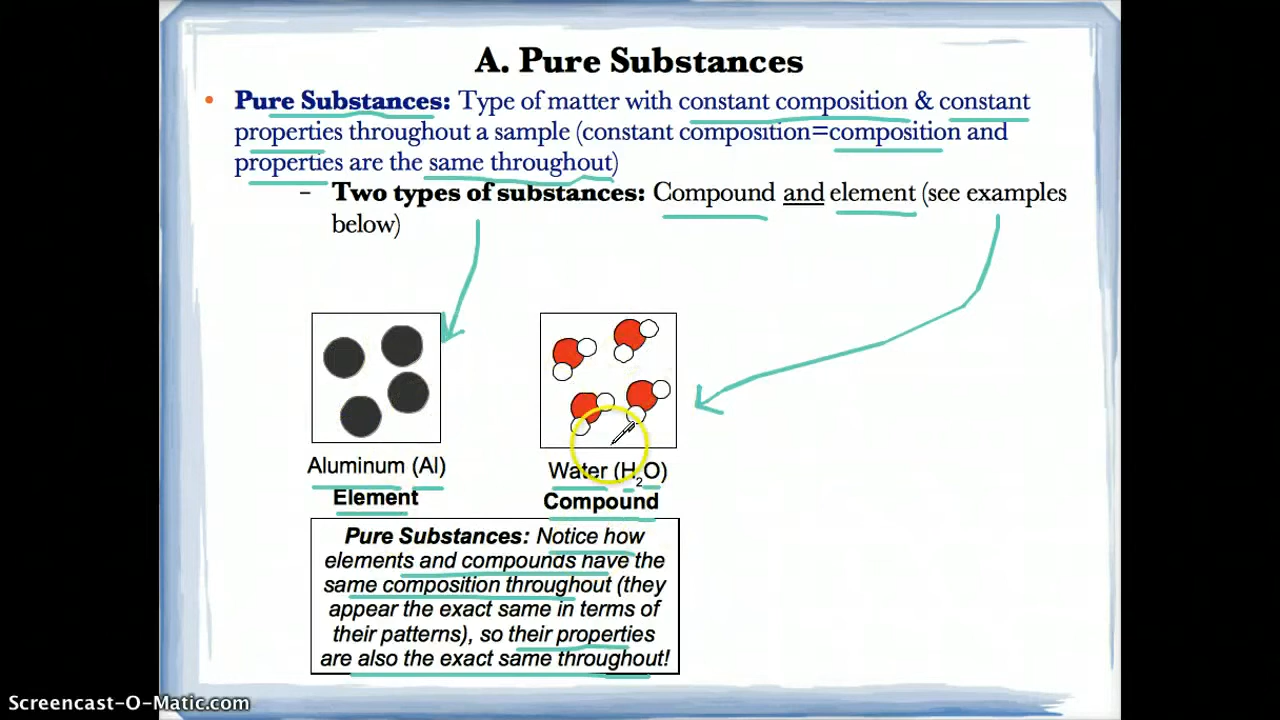 A. Pure Substances
• Pure Substances: Type of matter with constant composition & constant
properties throughout a sample (constant composition=composition and
properties are the same throughout)
– Two types of substances: Compound and element (see examples
below)
Aluminum (Al)
Element
Water (H₂O)
Compound
Pure Substances: Notice how
elements and compounds have the
same composition throughout (they
appear the exact same in terms of
their patterns), so their properties
are also the exact same throughout!
Screencast-O-Matic.com